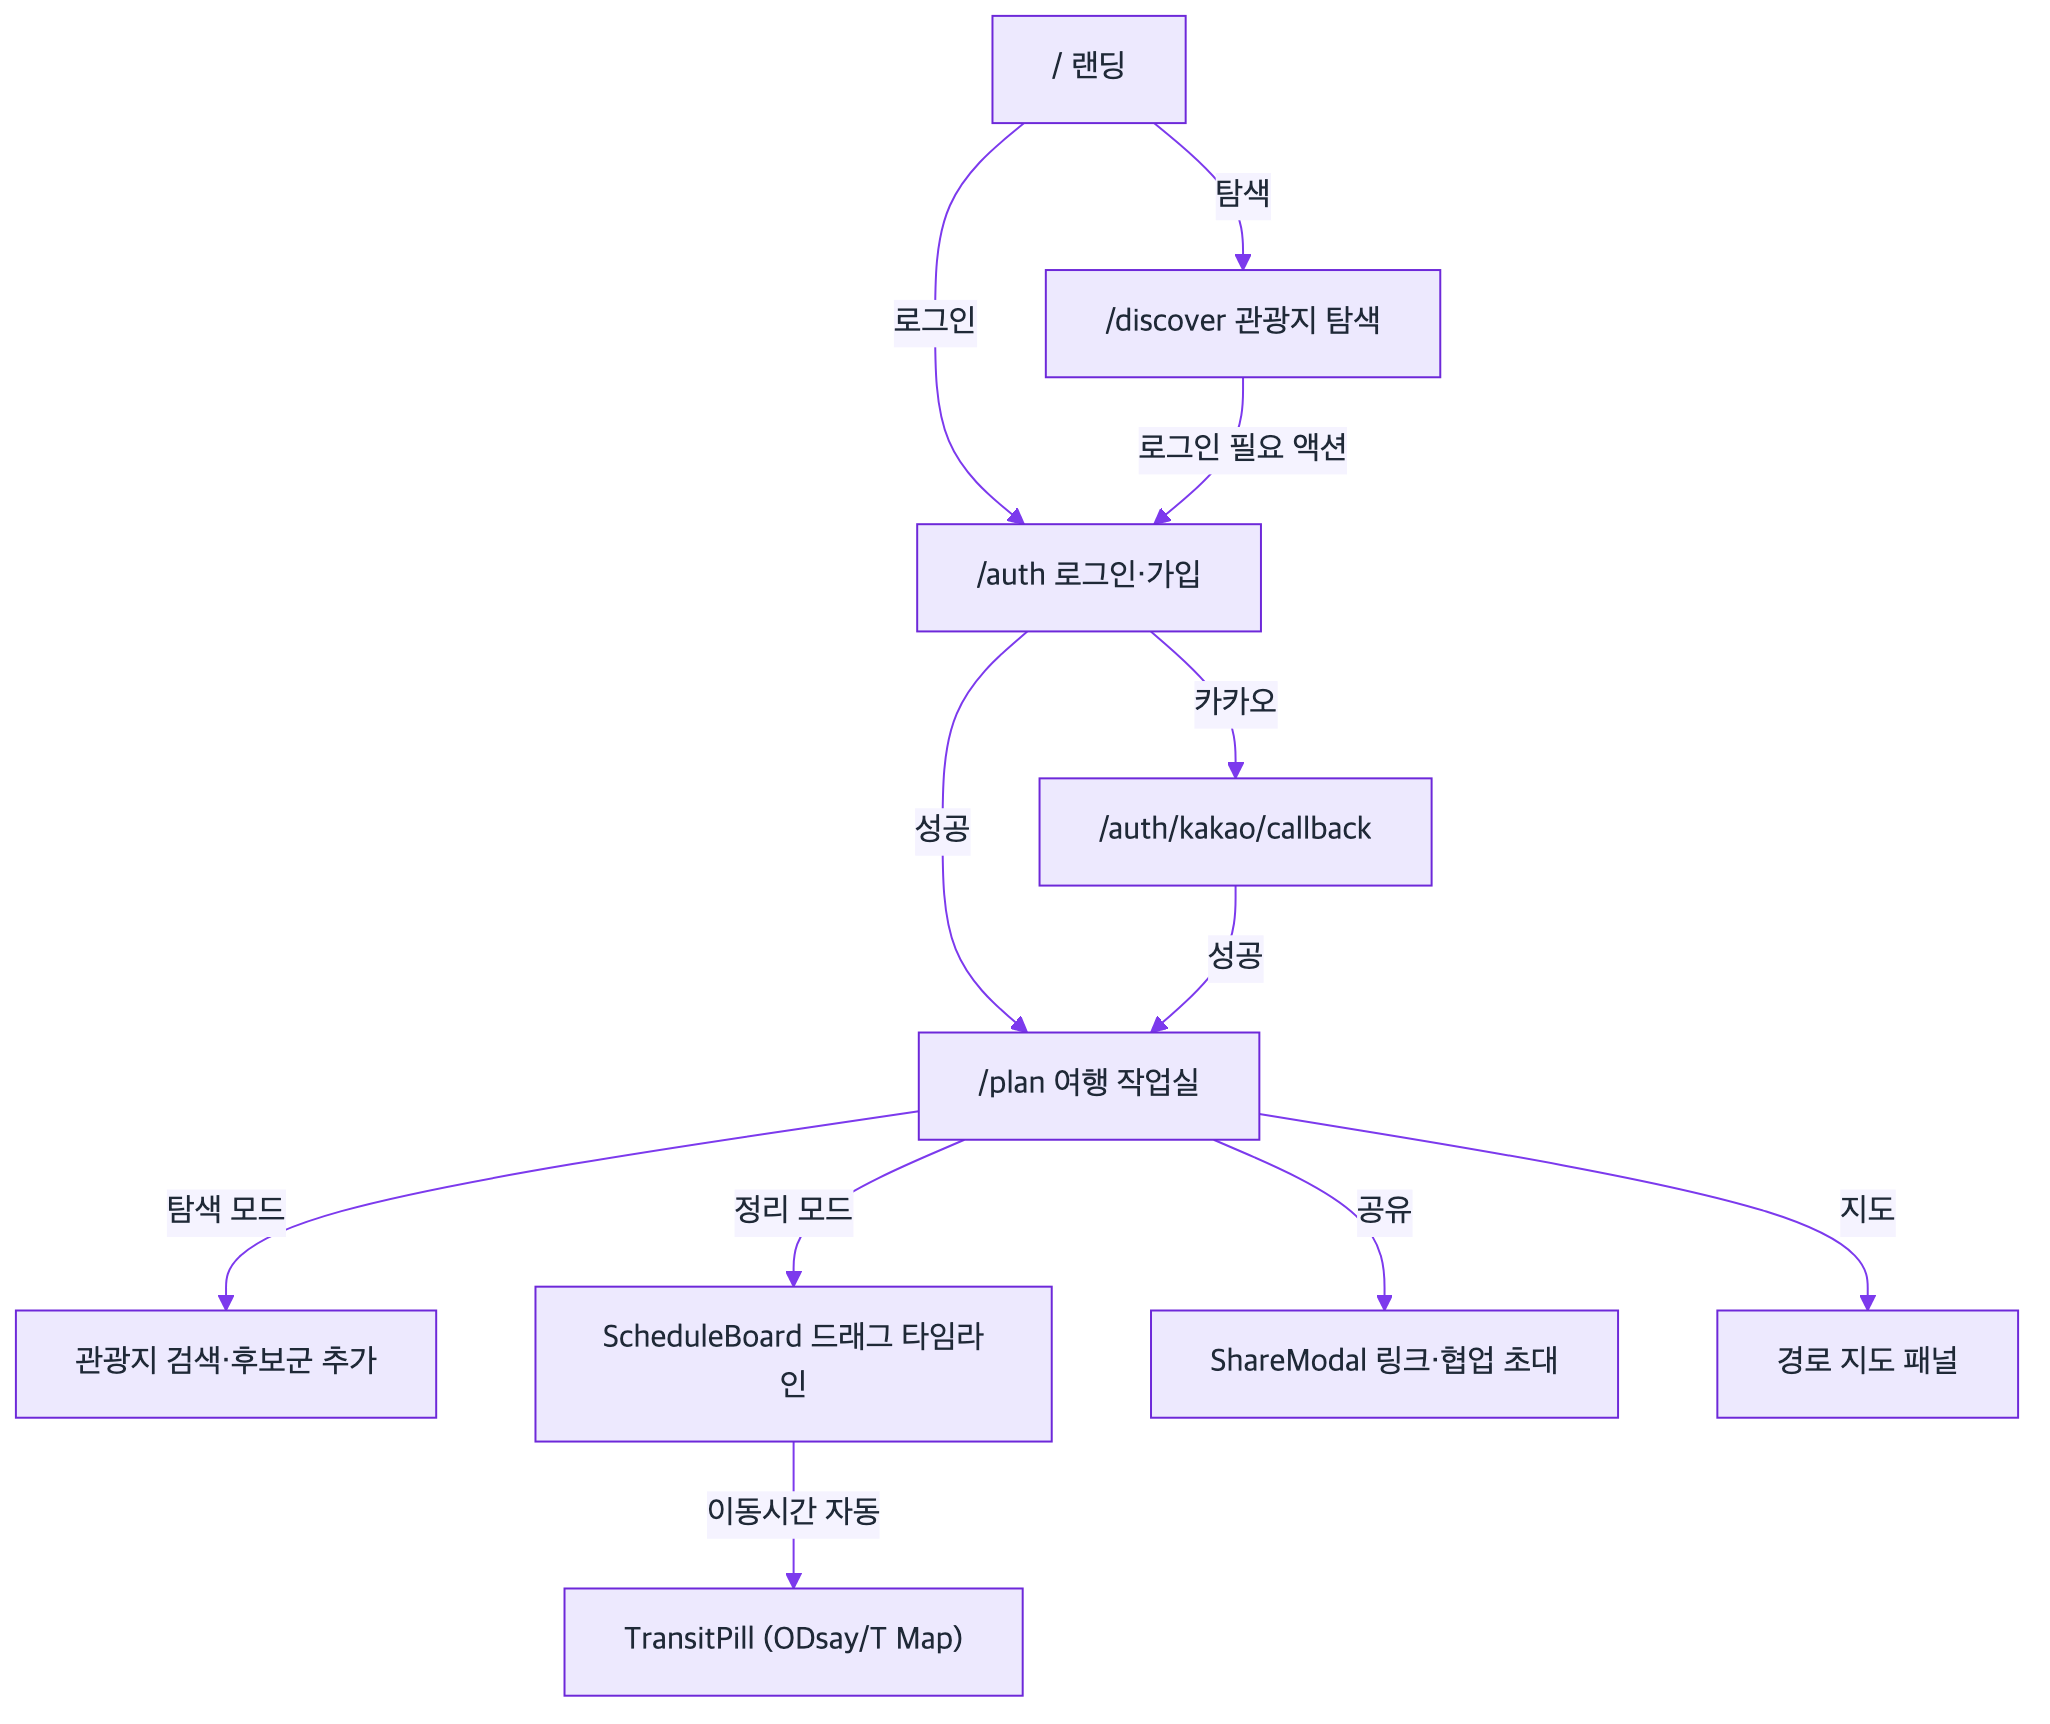 / 랜딩
탐색
로그인
/discover 관광지 탐색
로그인 필요 액션
/auth 로그인·가입
카카오
성공
/auth/kakao/callback
성공
/plan 여행 작업실
탐색 모드
정리 모드
공유
지도
관광지 검색·후보군 추가
ScheduleBoard 드래그 타임라
인
ShareModal 링크·협업 초대
경로 지도 패널
이동시간 자동
TransitPill (ODsay/T Map)